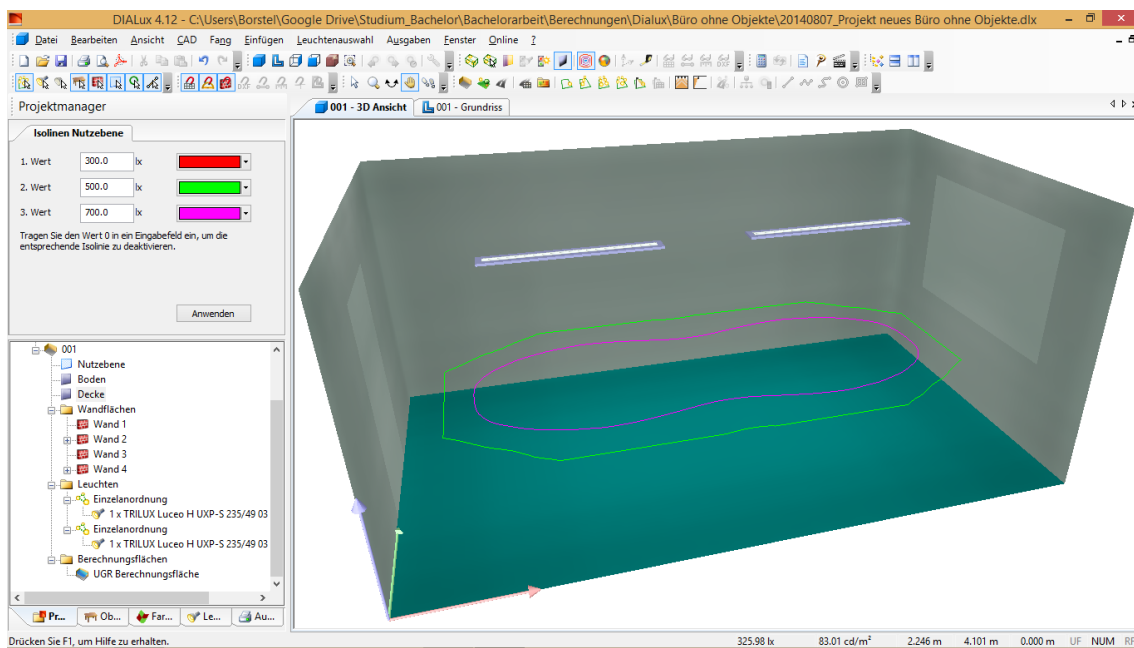 DIALux 4.12 - C:\Users\Borstel\Google Drive\Studium_Bachelor\Bachelorarbeit\Berechnungen\Dialux\Büro ohne Objekte\20140807_Projekt neues Büro ohne Objekte.dlx
Datei Bearbeiten Ansicht CAD Fang Einfügen Leuchtenauswahl Ausgaben Fenster Online ?
Projektmanager
001 - 3D Ansicht 001 - Grundriss
Isolinen Nutzebene
1. Wert 300.0 lx
2. Wert 500.0 lx
3. Wert 700.0 lx
Tragen Sie den Wert 0 in ein Eingabefeld ein, um die
entsprechende Isolinie zu deaktivieren.
Anwenden
001
Nutzebene
Boden
Decke
Wandflächen
Wand 1
Wand 2
Wand 3
Wand 4
Leuchten
Einzelanordnung
1 x TRILUX Luceo H UXP-S 235/49 03
Einzelanordnung
1 x TRILUX Luceo H UXP-S 235/49 03
Berechnungsflächen
UGR Berechnungsfläche
Pr... Ob... Far... Le... Au...
Drücken Sie F1, um Hilfe zu erhalten. 325.98 lx 83.01 cd/m² 2.246 m 4.101 m 0.000 m UF NUM RF